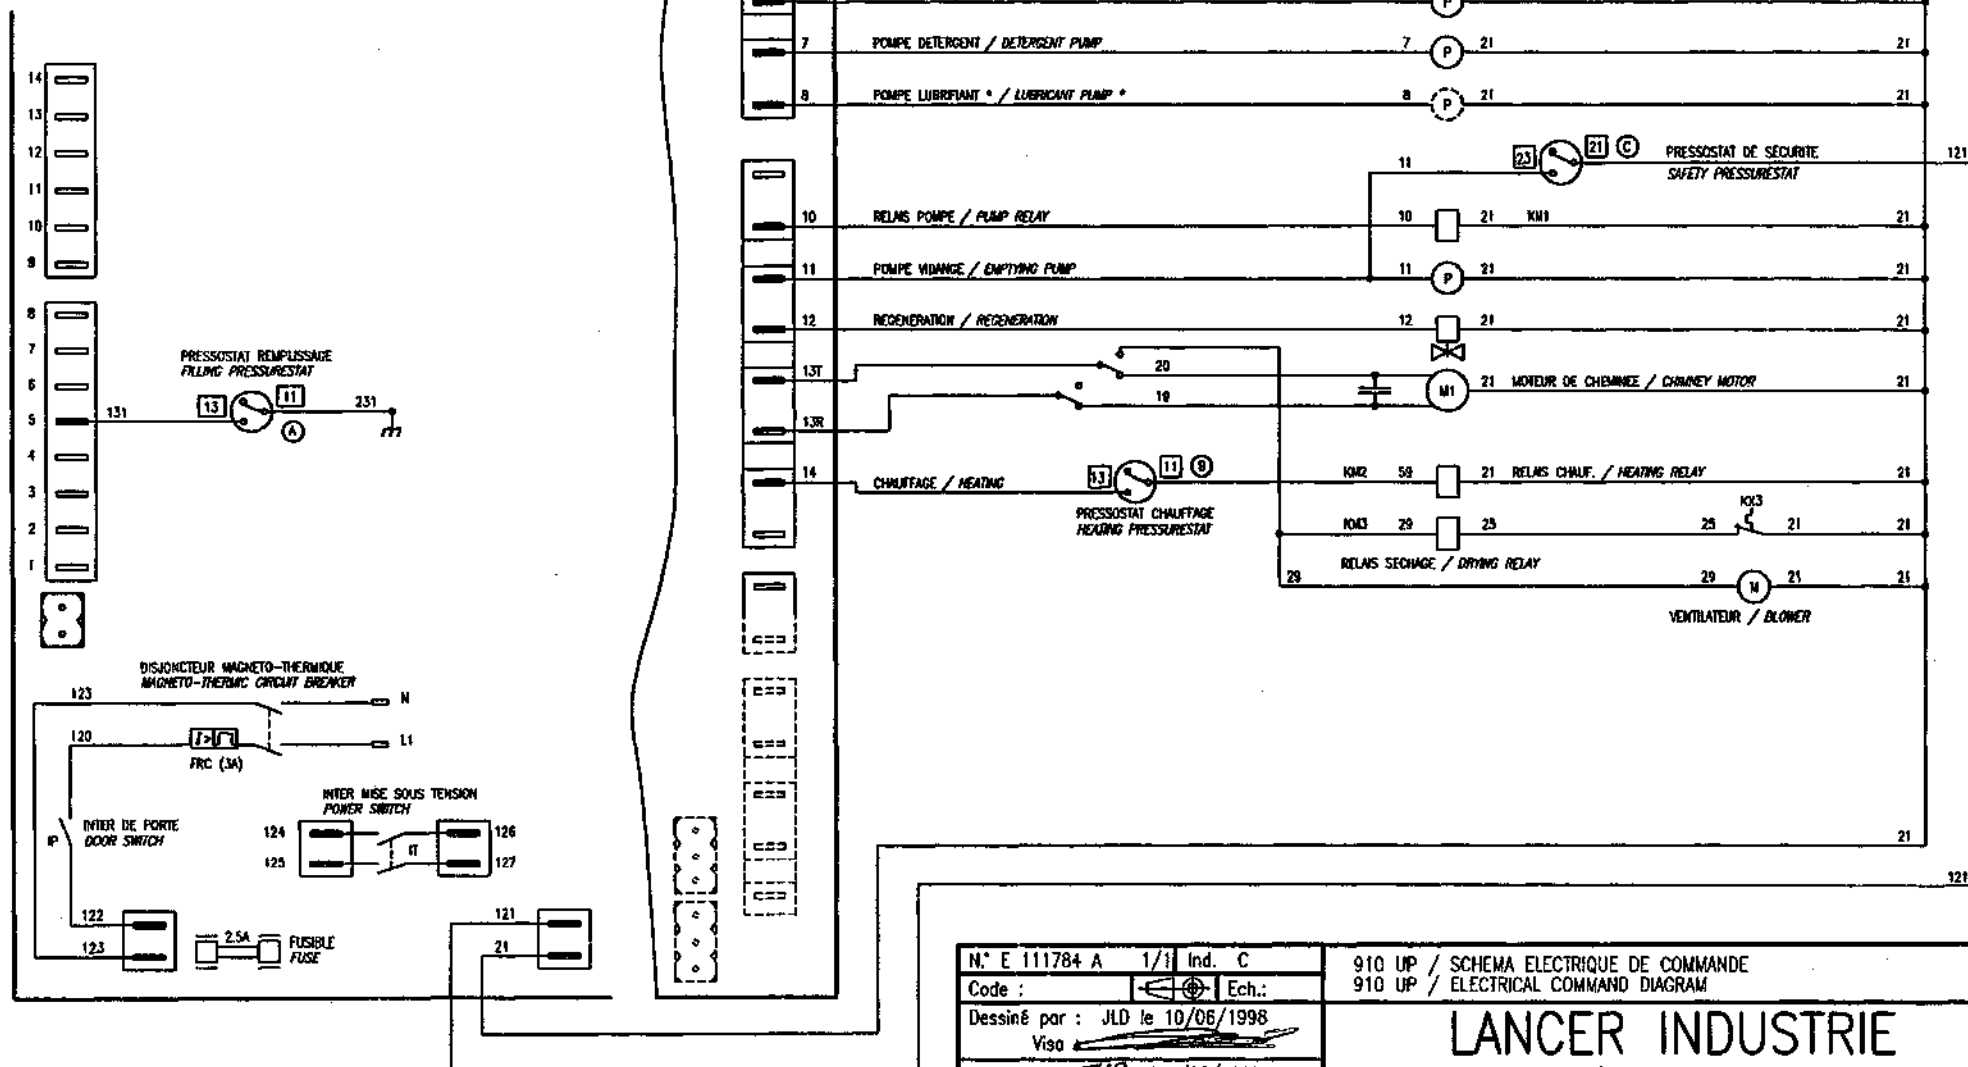 P
7 POMPE DETERGENT / DETERGENT PUMP 7 P 21 21
8 POMPE LUBRIFIANT * / LUBRICANT PUMP * 8 P 21 21
14
13
12
11
10
9
11 23 21 C PRESSOSTAT DE SECURITE 121
SAFETY PRESSURESTAT
10 RELAIS POMPE / PUMP RELAY 10 21 KM1 21
11 POMPE VIDANGE / EMPTYING PUMP 11 P 21 21
12 REGENERATION / REGENERATION 12 21 21
8
7
6
5
4
3
2
1
PRESSOSTAT REMPLISSAGE
FILLING PRESSURESTAT
131 13 11 231
A
13T 20
M1 21 MOTEUR DE CHEMINEE / CHIMNEY MOTOR 21
13R 19
14 CHAUFFAGE / HEATING 13 11 B KM2 59 21 RELAIS CHAUF. / HEATING RELAY 21
PRESSOSTAT CHAUFFAGE
HEATING PRESSURESTAT
KM3 29 25 25 21 21
RELAIS SECHAGE / DRYING RELAY
29 29 M 21 21
VENTILATEUR / BLOWER
DISJONCTEUR MAGNETO-THERMIQUE
MAGNETO-THERMIC CIRCUIT BREAKER
123 N
120 L1
FRC (3A)
INTER MISE SOUS TENSION
POWER SWITCH
IP INTER DE PORTE
DOOR SWITCH
124 126
IT
125 127
21
121
122
123
2.5A FUSIBLE
FUSE
121
21
N.° E 111784 A 1/1 Ind. C
Code : Ech.:
Dessiné par : JLD le 10/06/1998
Visa
910 UP / SCHEMA ELECTRIQUE DE COMMANDE
910 UP / ELECTRICAL COMMAND DIAGRAM
LANCER INDUSTRIE